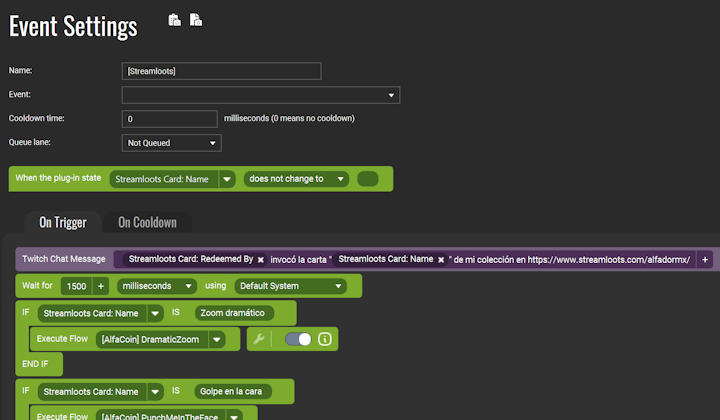 Event Settings
Name: [Streamloots]
Event:
Cooldown time: 0 milliseconds (0 means no cooldown)
Queue lane: Not Queued
When the plug-in state Streamloots Card: Name does not change to
On Trigger On Cooldown
Twitch Chat Message Streamloots Card: Redeemed By × invocó la carta " Streamloots Card: Name × " de mi colección en https://www.streamloots.com/alfadormx/ +
Wait for 1500 + milliseconds using Default System
IF Streamloots Card: Name IS Zoom dramático
Execute Flow [AlfaCoin] DramaticZoom
END IF
IF Streamloots Card: Name IS Golpe en la cara
Execute Flow [AlfaCoin] PunchMeInTheFace